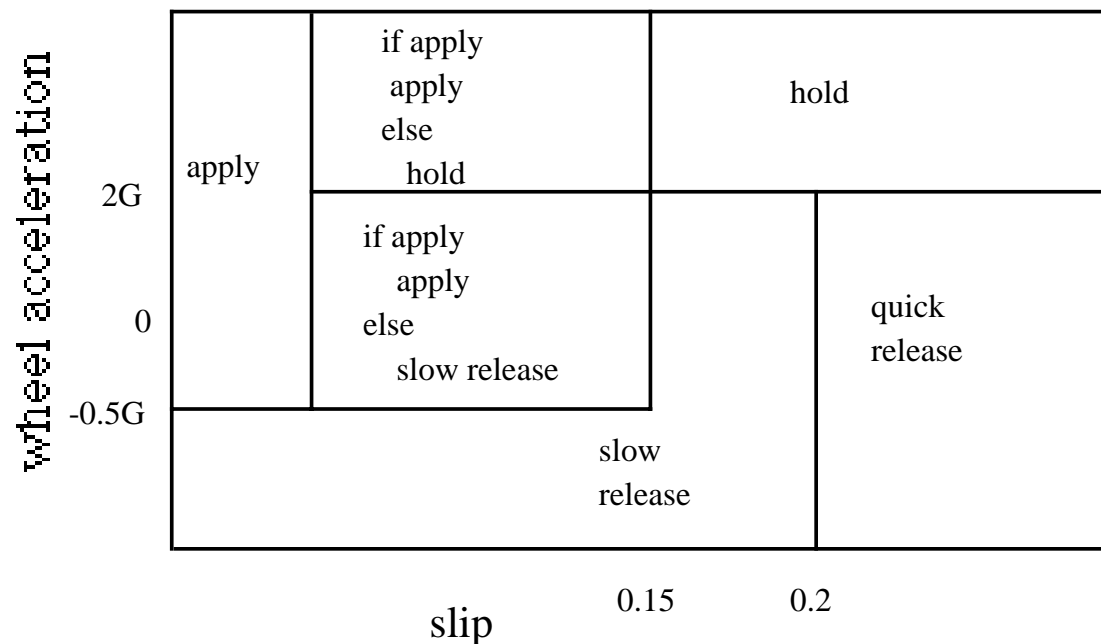 wheel acceleration
2G
0
-0.5G
apply
if apply
apply
else
hold
hold
if apply
apply
else
slow release
quick
release
slow
release
0.15
0.2
slip